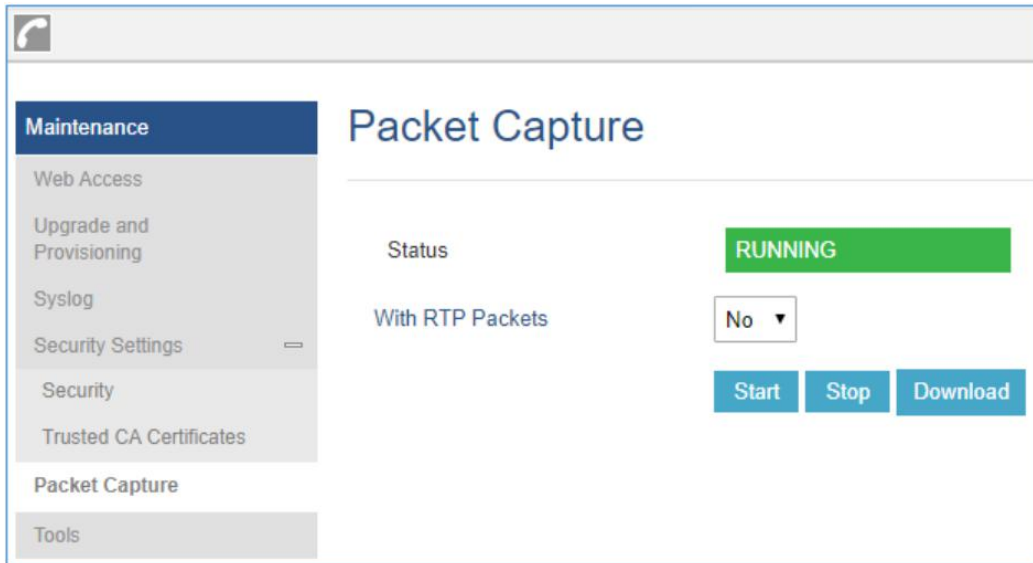 Maintenance
Web Access
Upgrade and
Provisioning
Syslog
Security Settings
Security
Trusted CA Certificates
Packet Capture
Tools
Packet Capture
Status RUNNING
With RTP Packets No
Start Stop Download